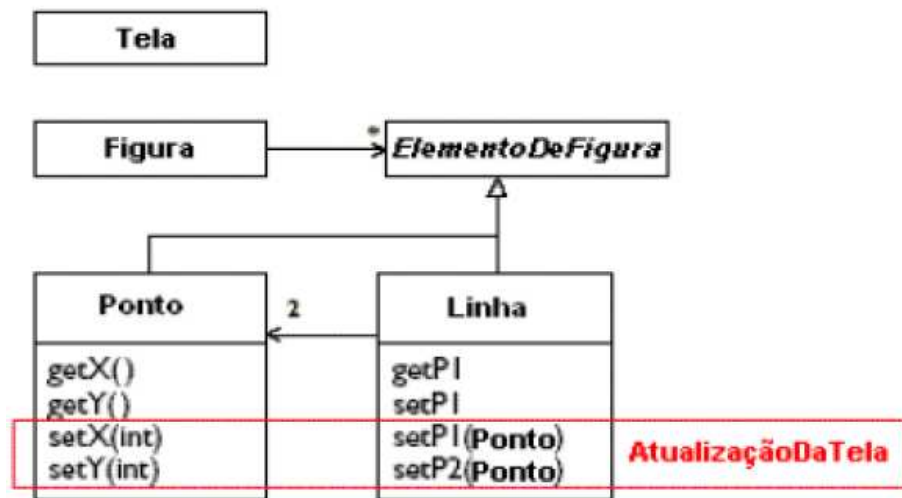 Tela
Figura
*
ElementoDeFigura
Ponto
2
Linha
getX()
getY()
setX(int)
setY(int)
getP1
setP1
setP1(Ponto)
setP2(Ponto)
AtualizaçãoDaTela